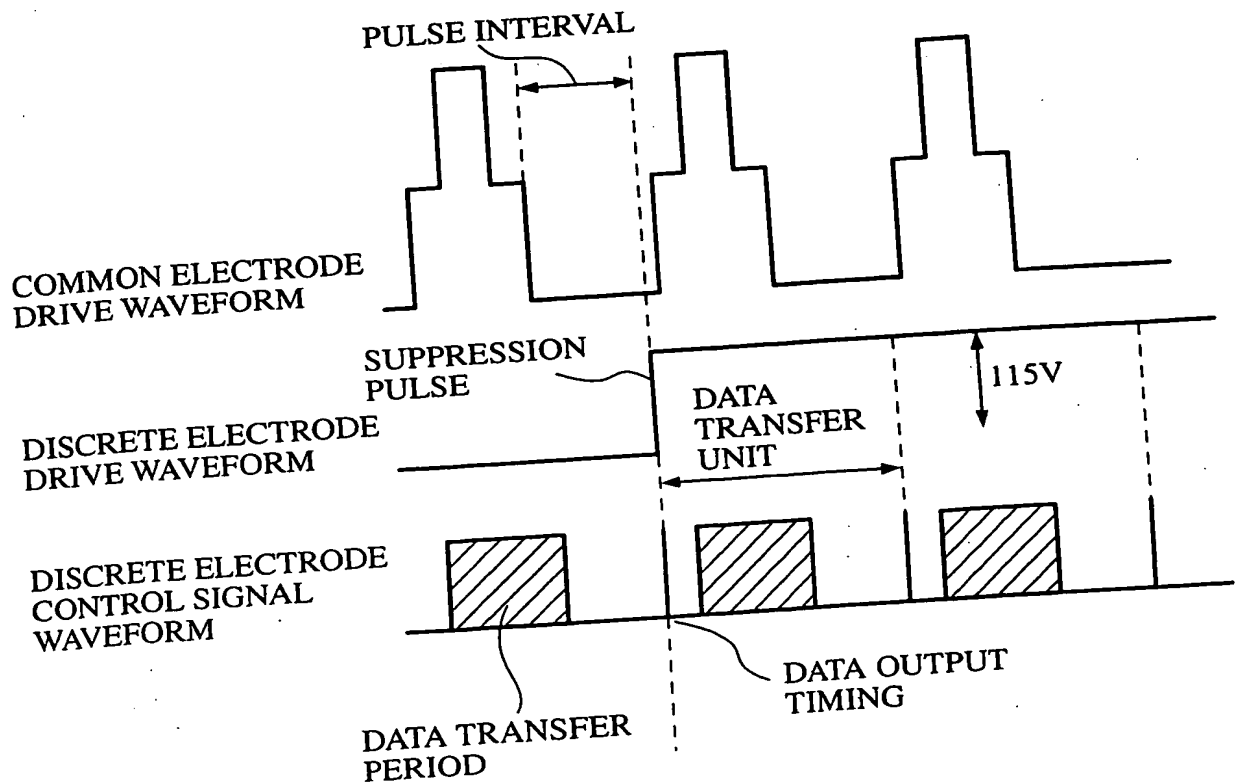 PULSE INTERVAL
COMMON ELECTRODE
DRIVE WAVEFORM
SUPPRESSION
PULSE
115V
DATA
TRANSFER
UNIT
DISCRETE ELECTRODE
DRIVE WAVEFORM
DISCRETE ELECTRODE
CONTROL SIGNAL
WAVEFORM
DATA OUTPUT
TIMING
DATA TRANSFER
PERIOD